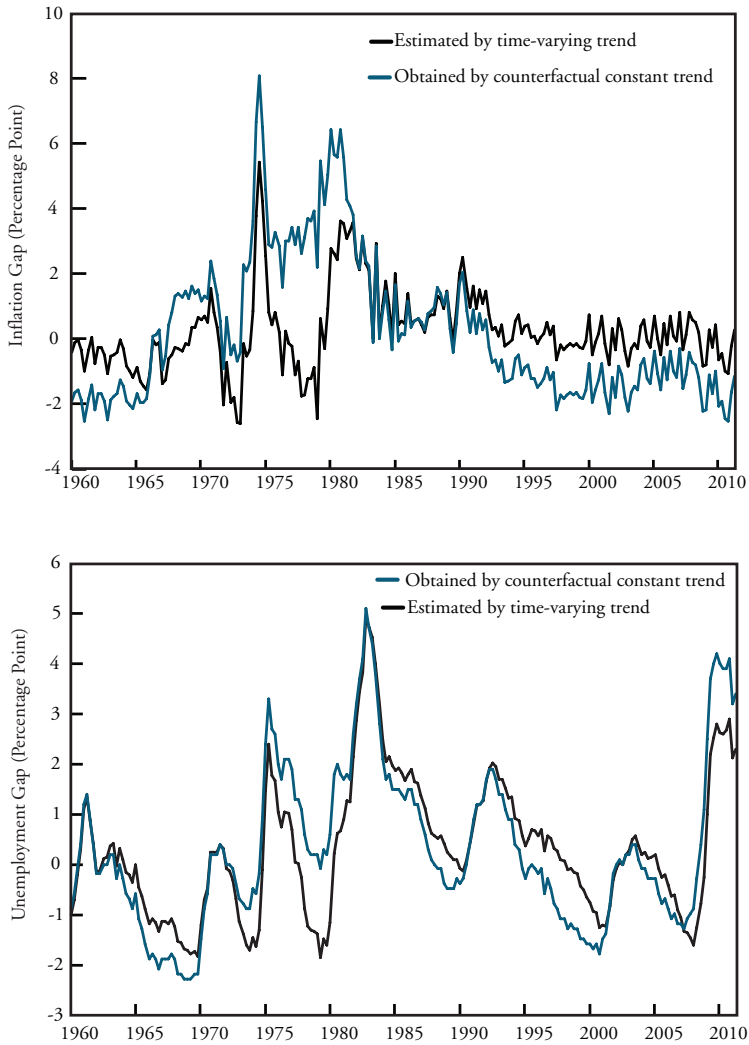 10
Estimated by time-varying trend
8
Obtained by counterfactual constant trend
6
4
2
0
-2
-4
Inflation Gap (Percentage Point)
1960 1965 1970 1975 1980 1985 1990 1995 2000 2005 2010
6
Obtained by counterfactual constant trend
Estimated by time-varying trend
5
4
3
2
1
0
-1
-2
-3
Unemployment Gap (Percentage Point)
1960 1965 1970 1975 1980 1985 1990 1995 2000 2005 2010